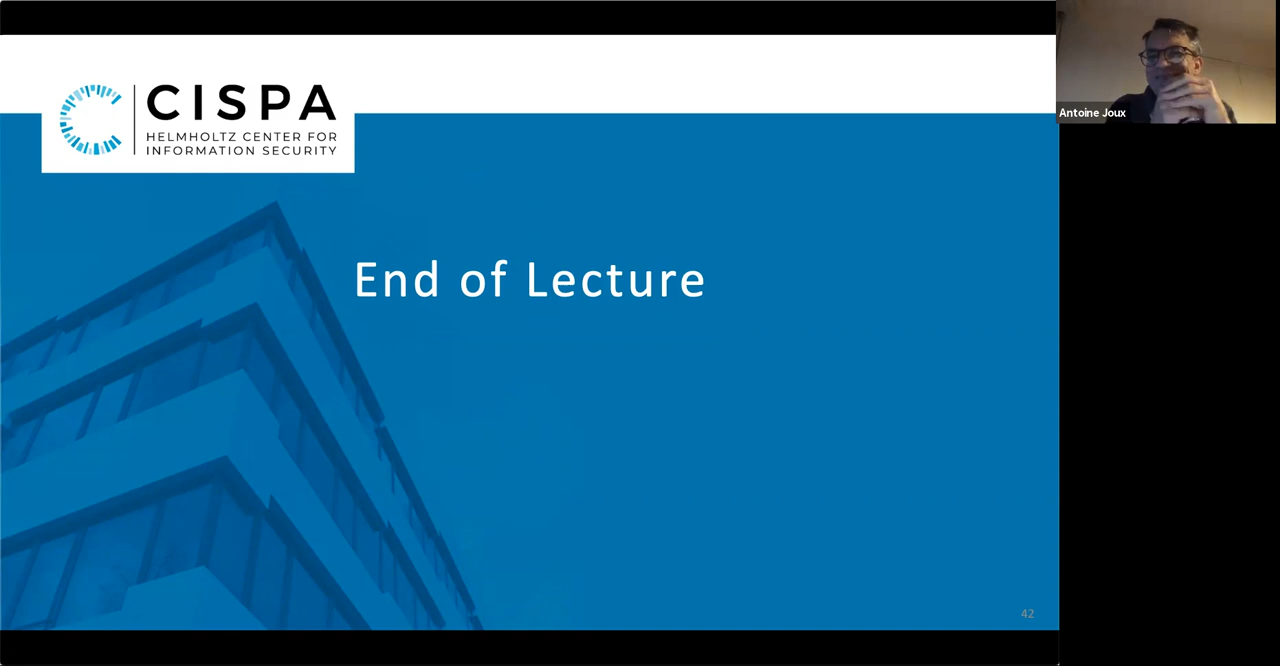 CISPA
HELMHOLTZ CENTER FOR
INFORMATION SECURITY
Antoine Joux
End of Lecture
42